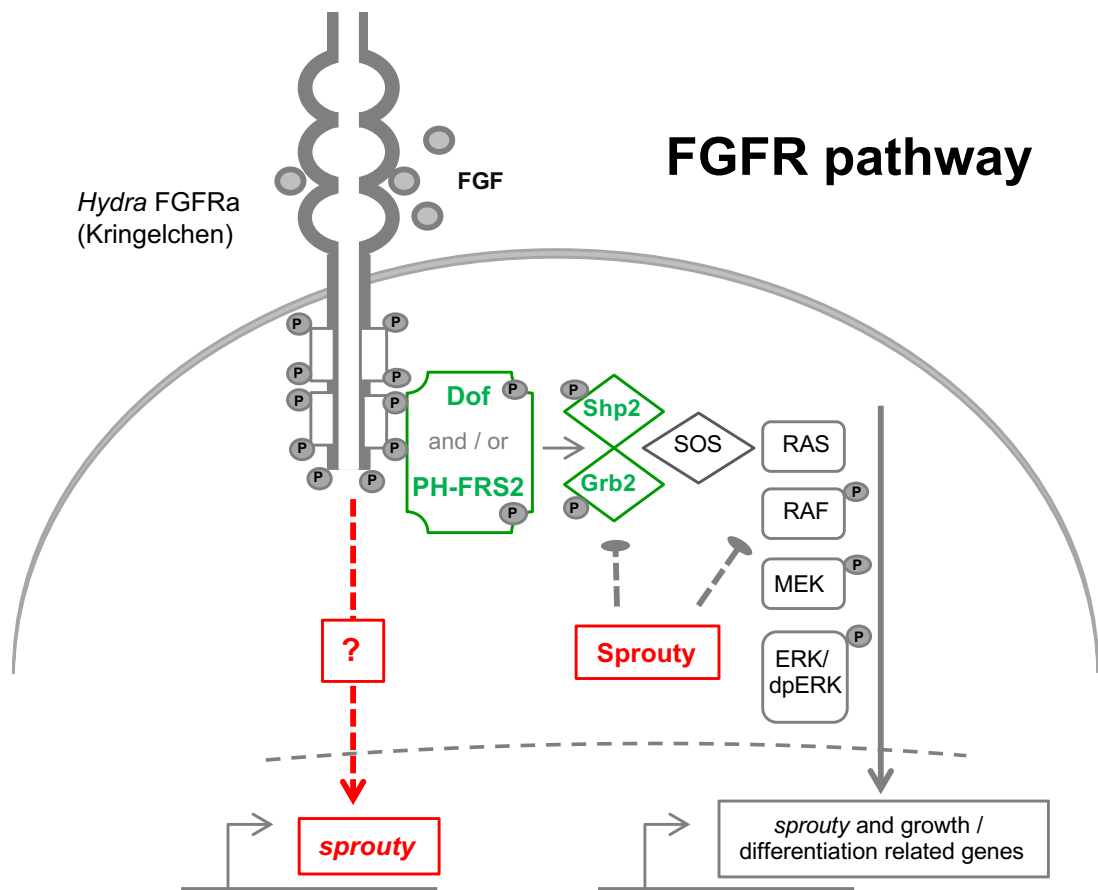 FGFR pathway
FGF
Hydra FGFRa
(Kringelchen)
P
P
P
P
P
P
P
P
P
P
Dof
and / or
PH-FRS2
P
P
P
Shp2
Grb2
P
SOS
RAS
RAF
P
MEK
P
ERK/
dpERK
P
?
Sprouty
sprouty
sprouty and growth /
differentiation related genes